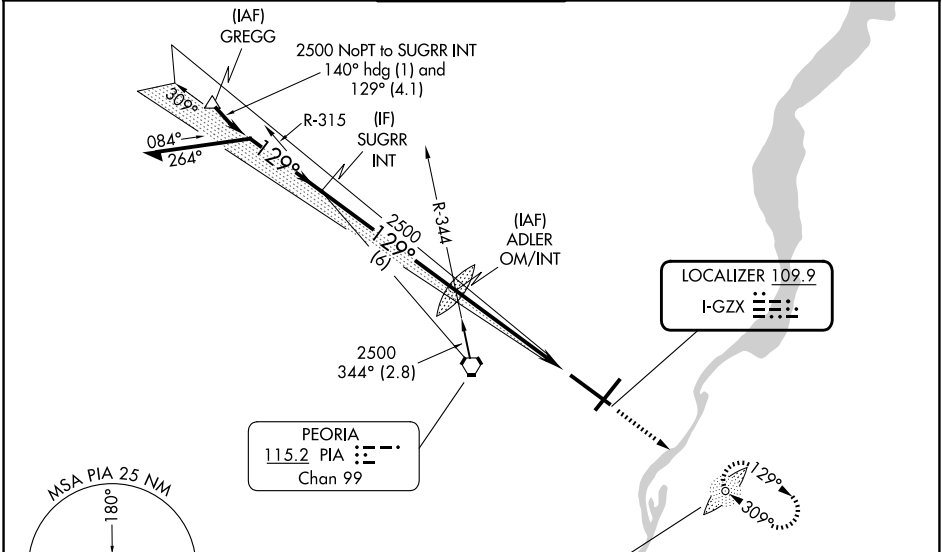 (IAF)
GREGG
2500 NoPT to SUGRR INT
140° hdg (1) and
129° (4.1)
309°
R-315
(IF)
SUGRR
INT
084°
264°
129°
R-344
2500
129°
(6)
(IAF)
ADLER
OM/INT
LOCALIZER 109.9
I-GZX
2500
344° (2.8)
PEORIA
115.2 PIA
Chan 99
MSA PIA 25 NM
180°
129°
309°